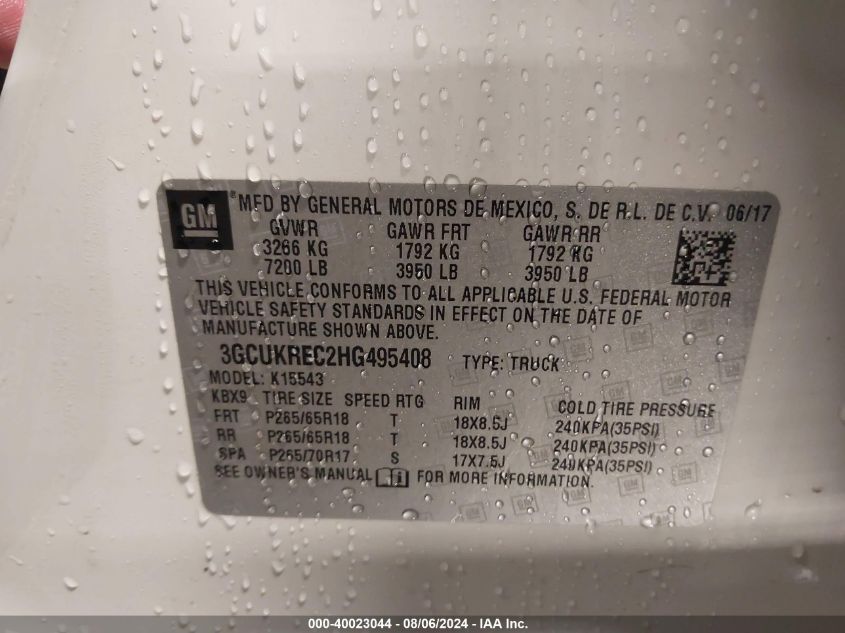 GM ® MFD BY GENERAL MOTORS DE MEXICO, S. DE R.L. DE C.V. 06/17
GVWR GAWR FRT GAWR RR
3266 KG 1792 KG 1792 KG
7200 LB 3950 LB 3950 LB
THIS VEHICLE CONFORMS TO ALL APPLICABLE U.S. FEDERAL MOTOR
VEHICLE SAFETY STANDARDS IN EFFECT ON THE DATE OF
MANUFACTURE SHOWN ABOVE.
3GCUKREC2HG495408 TYPE: TRUCK
MODEL: K15543
KBX9 TIRE SIZE SPEED RTG RIM COLD TIRE PRESSURE
FRT P265/65R18 T 18X8.5J 240KPA(35PSI)
RR P265/65R18 T 18X8.5J 240KPA(35PSI)
SPA P265/70R17 S 17X7.5J 240KPA(35PSI)
SEE OWNER'S MANUAL FOR MORE INFORMATION.
000-40023044 - 08/06/2024 - IAA Inc.